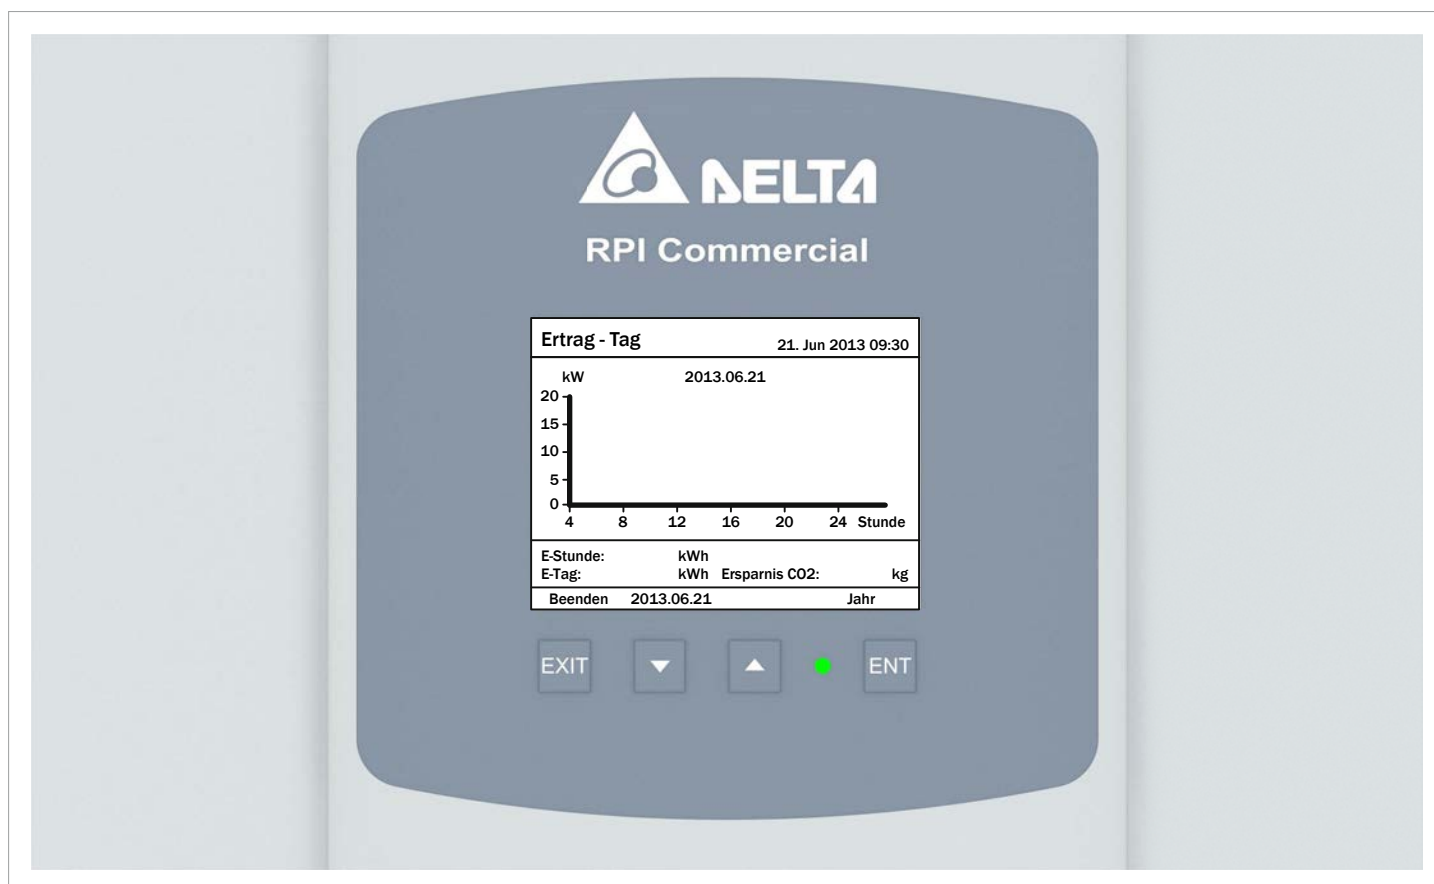 DELTA
RPI Commercial
Ertrag - Tag 21. Jun 2013 09:30
kW 2013.06.21
20
15
10
5
0
4 8 12 16 20 24 Stunde
E-Stunde: kWh
E-Tag: kWh Ersparnis CO2: kg
Beenden 2013.06.21 Jahr
EXIT ENT